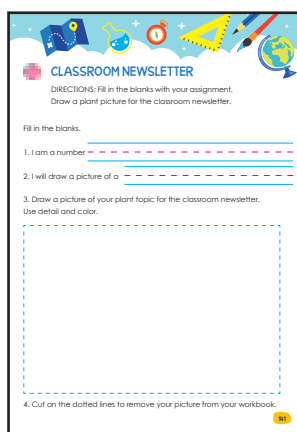 CLASSROOM NEWSLETTER
DIRECTIONS: Fill in the blanks with your assignment.
Draw a plant picture for the classroom newsletter.
Fill in the blanks.
1. I am a number
2. I will draw a picture of a
3. Draw a picture of your plant topic for the classroom newsletter.
Use detail and color.
4. Cut on the dotted lines to remove your picture from your workbook.